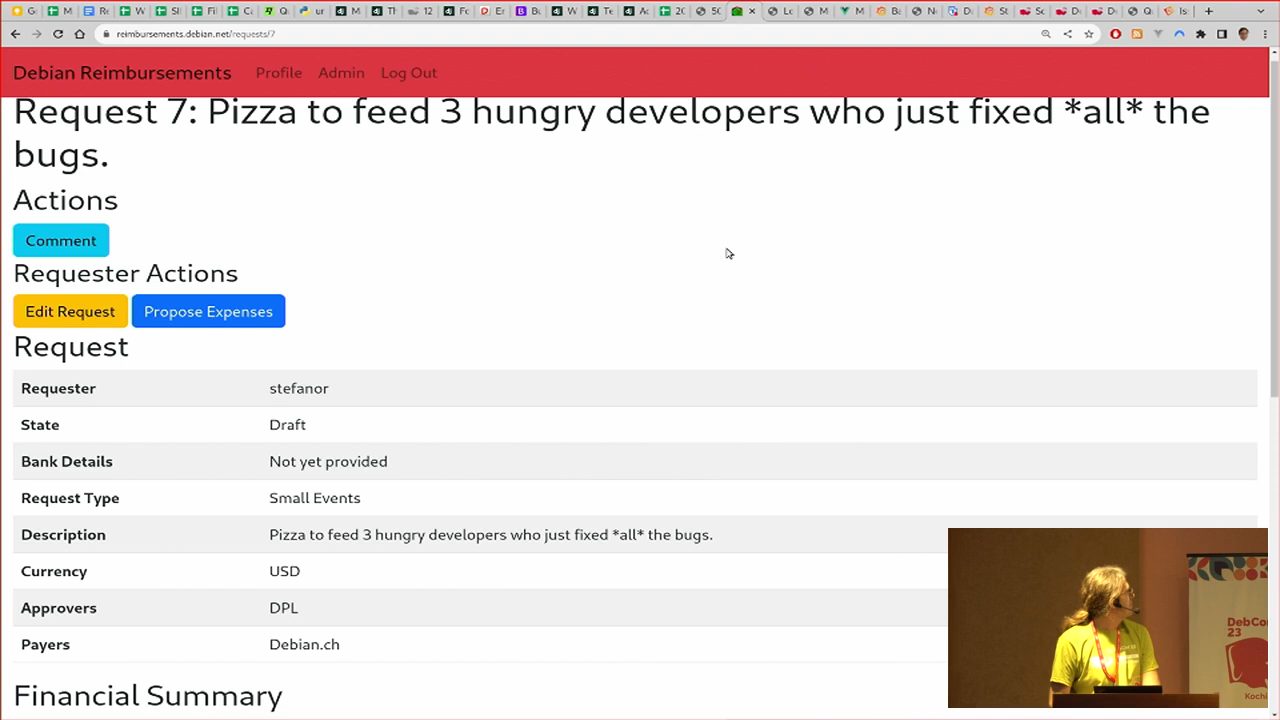 reimbursements.debian.net/requests/7
Debian Reimbursements Profile Admin Log Out
Request 7: Pizza to feed 3 hungry developers who just fixed *all* the
bugs.
Actions
Comment
Requester Actions
Edit Request Propose Expenses
Request
Requester stefanor
State Draft
Bank Details Not yet provided
Request Type Small Events
Description Pizza to feed 3 hungry developers who just fixed *all* the bugs.
Currency USD
Approvers DPL
Payers Debian.ch
Financial Summary
DebCon
23
Kochi